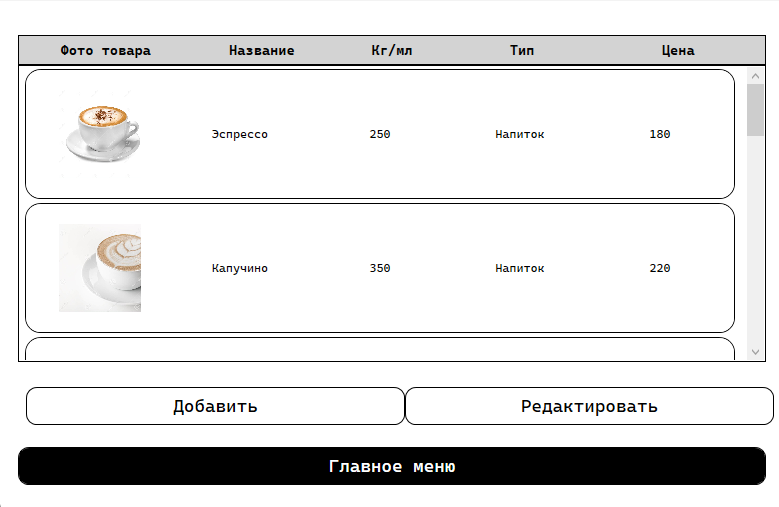 Фото товара Название Кг/мл Тип Цена
Эспрессо 250 Напиток 180
Капучино 350 Напиток 220
Добавить Редактировать
Главное меню